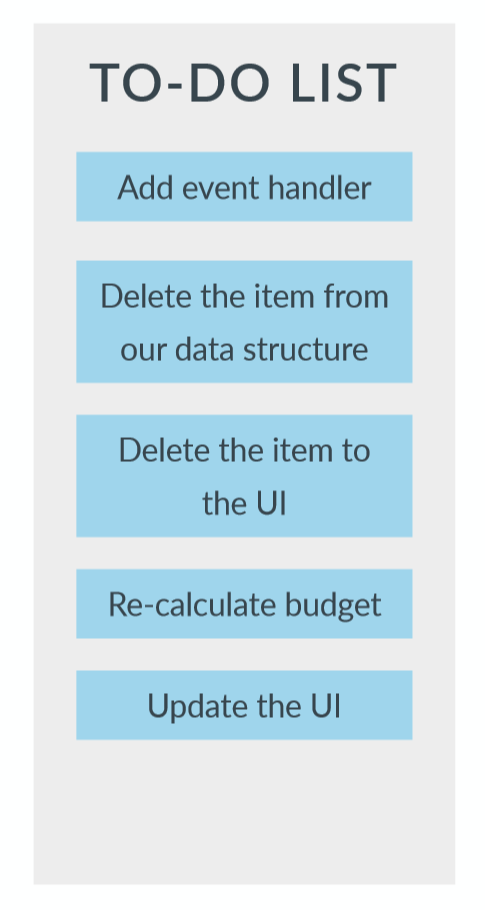 TO-DO LIST
Add event handler
Delete the item from
our data structure
Delete the item to
the UI
Re-calculate budget
Update the UI